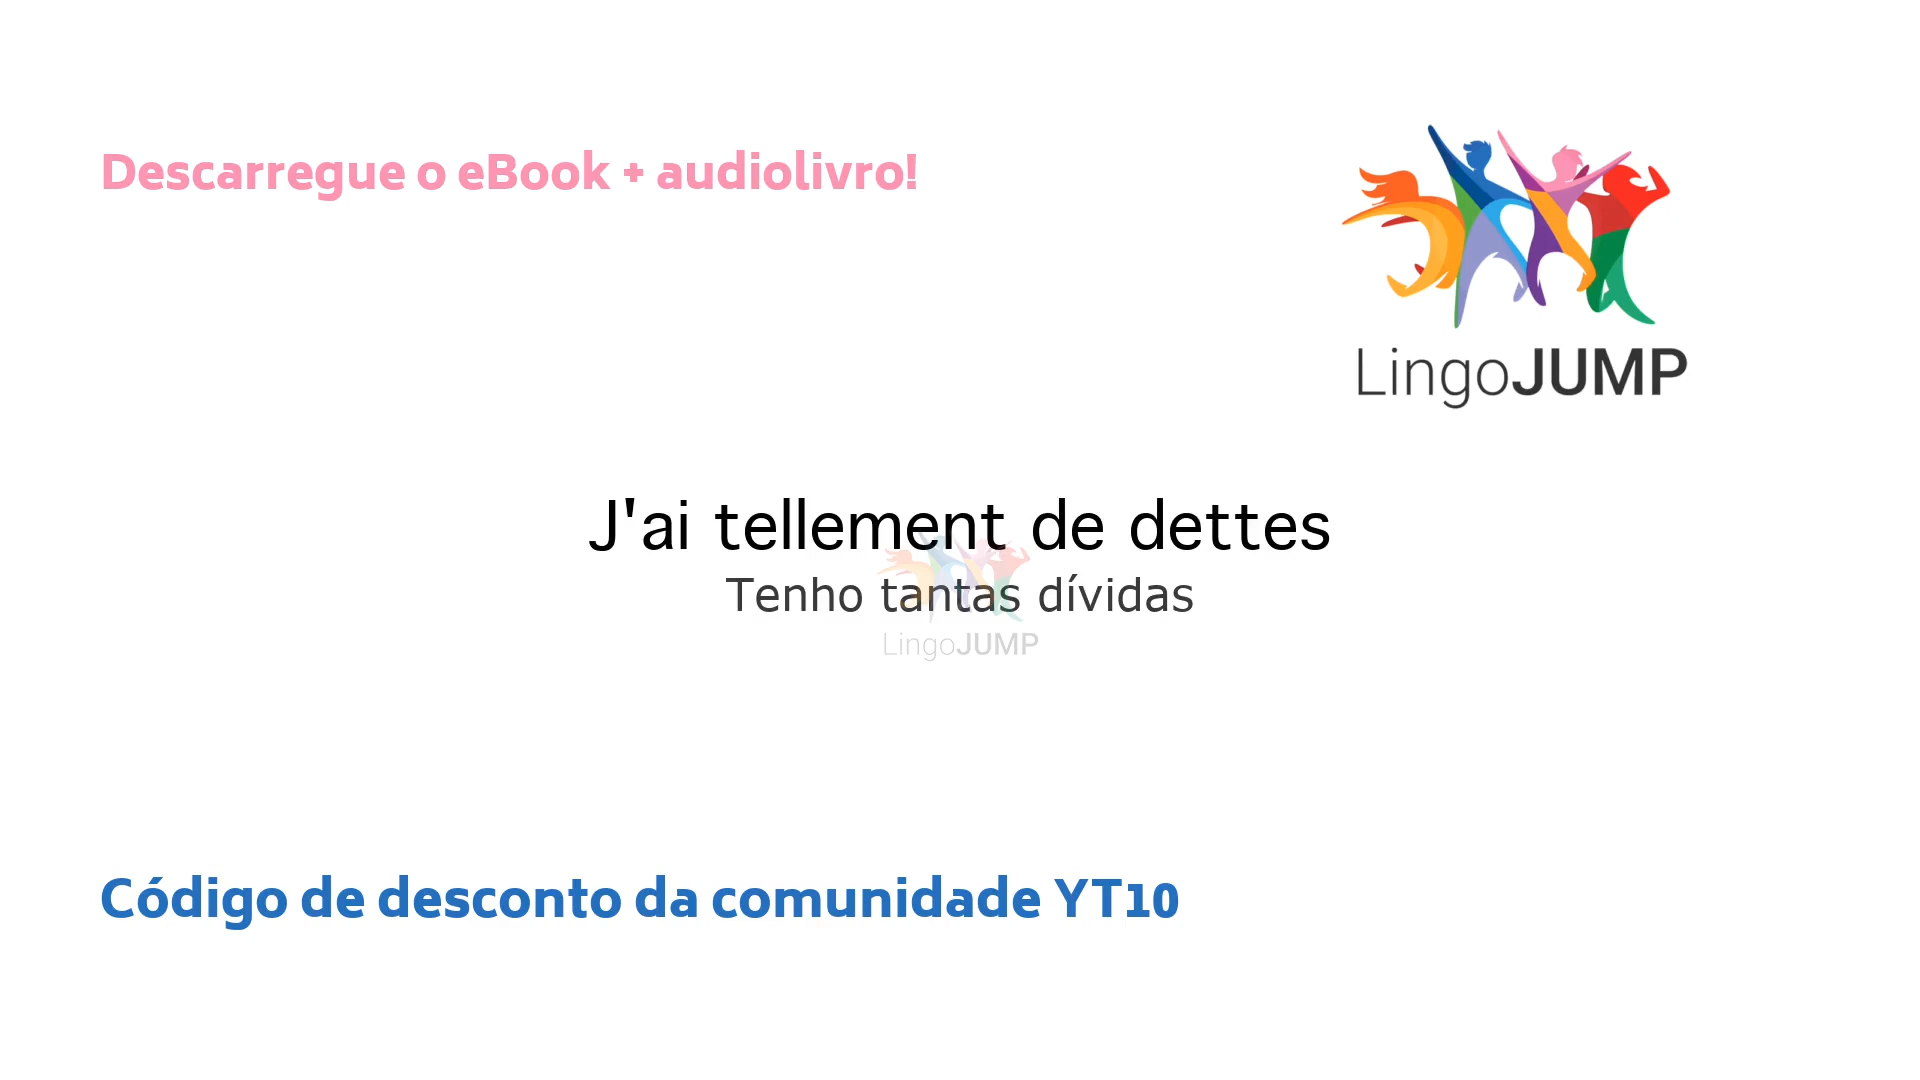 Descarregue o eBook + audiolivro!
LingoJUMP
J'ai tellement de dettes
Tenho tantas dívidas
LingoJUMP
Código de desconto da comunidade YT10